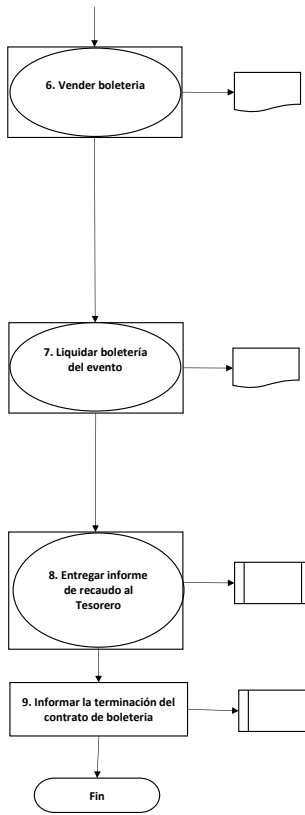 6. Vender boleteria
7. Liquidar boletería
del evento
8. Entregar informe
de recaudo al
Tesorero
9. Informar la terminación del
contrato de boleteria
Fin